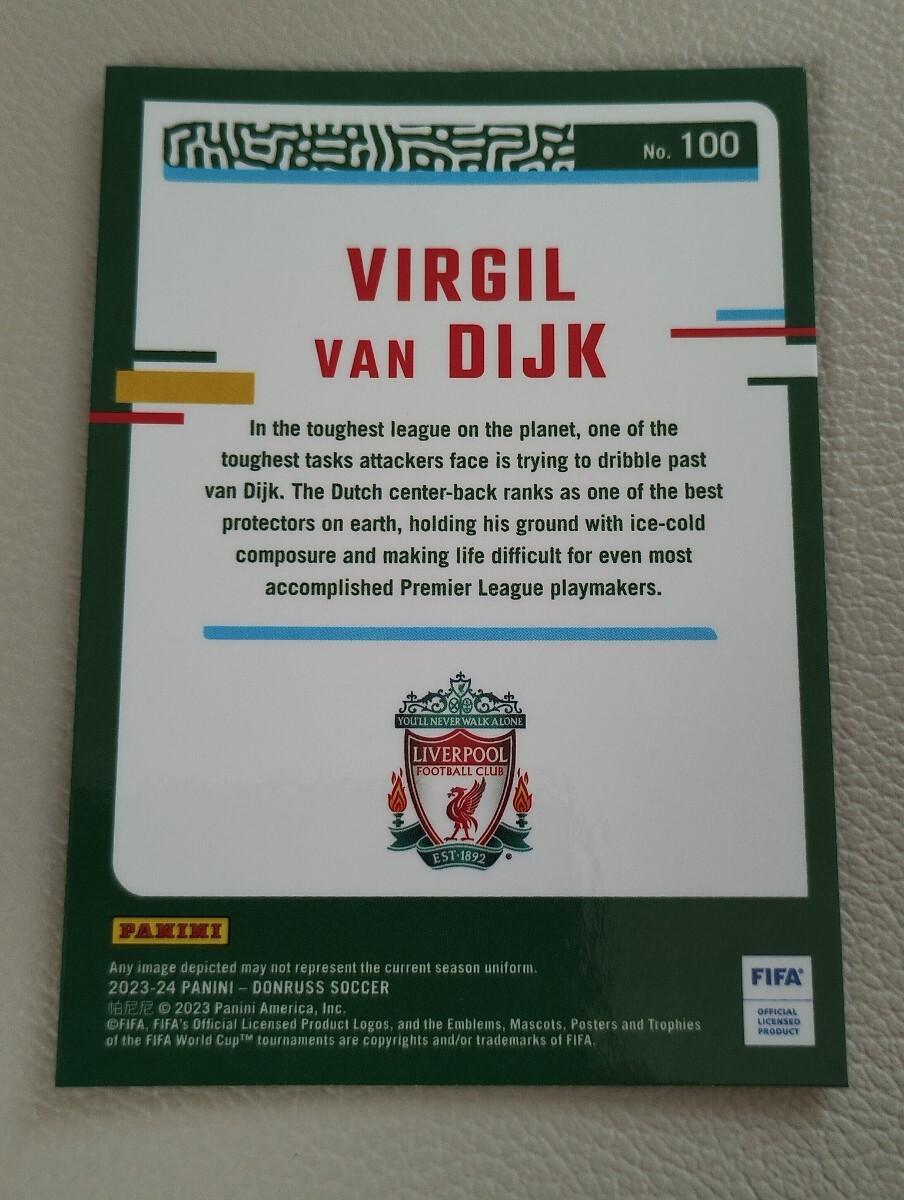 No. 100
VIRGIL
VAN DIJK
In the toughest league on the planet, one of the
toughest tasks attackers face is trying to dribble past
van Dijk. The Dutch center-back ranks as one of the best
protectors on earth, holding his ground with ice-cold
composure and making life difficult for even most
accomplished Premier League playmakers.
YOU'LL NEVER WALK ALONE
LIVERPOOL
FOOTBALL CLUB
EST·1892
®
PANINI
Any image depicted may not represent the current season uniform.
2023-24 PANINI – DONRUSS SOCCER
帕尼尼 © 2023 Panini America, Inc.
©FIFA, FIFA's Official Licensed Product Logos, and the Emblems, Mascots, Posters and Trophies
of the FIFA World Cup™ tournaments are copyrights and/or trademarks of FIFA.
FIFA®
OFFICIAL
LICENSED
PRODUCT